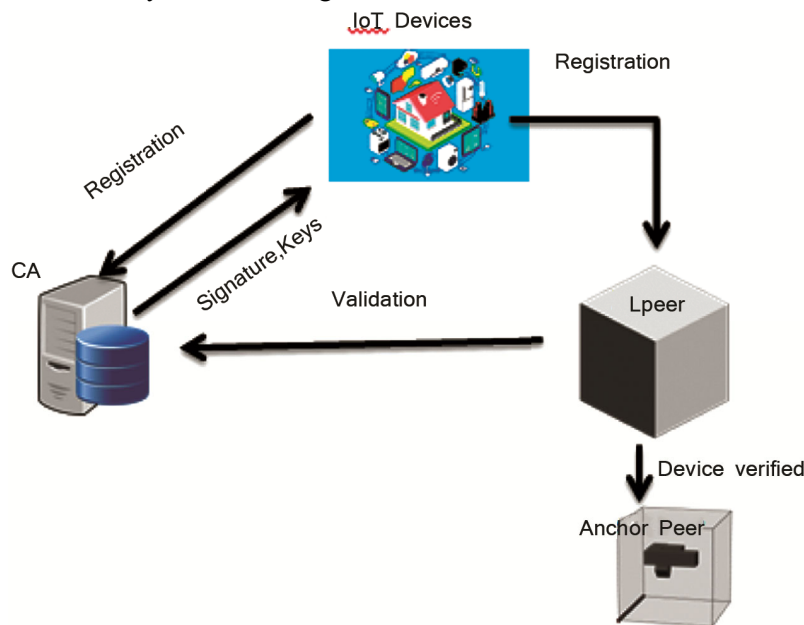 IoT Devices
Registration
Registration
Signature,Keys
CA
Validation
Lpeer
Device verified
Anchor Peer